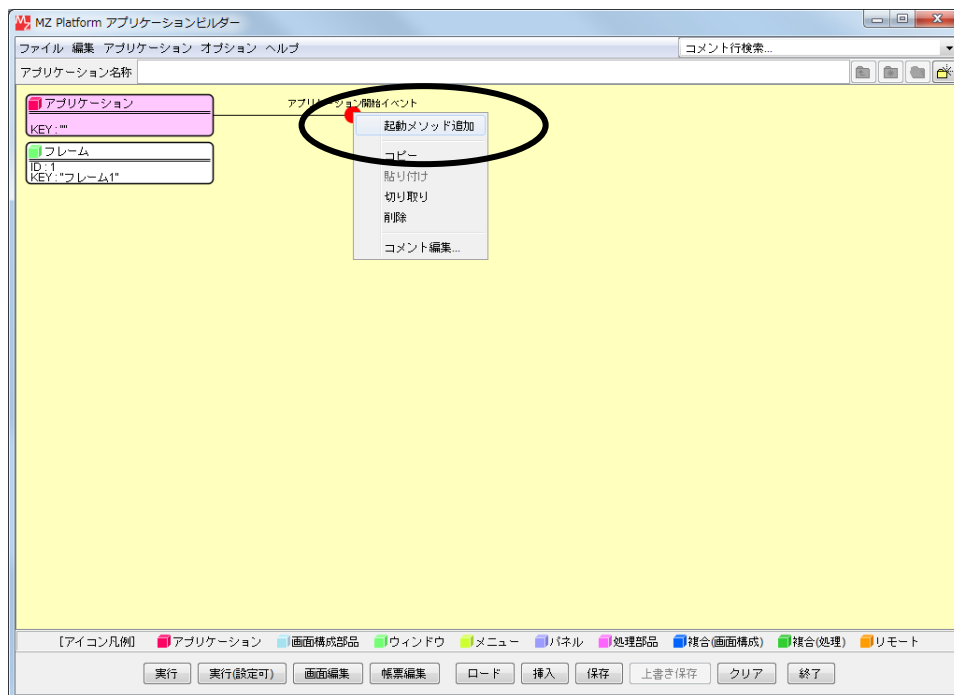 MZ Platform アプリケーションビルダー
ファイル 編集 アプリケーション オプション ヘルプ コメント行検索...
アプリケーション名称
アプリケーション アプリケーション開始イベント
KEY:""
起動メソッド追加
フレーム
ID:1
KEY:"フレーム1"
コピー
貼り付け
切り取り
削除
コメント編集...
[アイコン凡例] アプリケーション 画面構成部品 ウィンドウ メニュー パネル 処理部品 複合(画面構成) 複合(処理) リモート
実行 実行(設定可) 画面編集 帳票編集 ロード 挿入 保存 上書き保存 クリア 終了